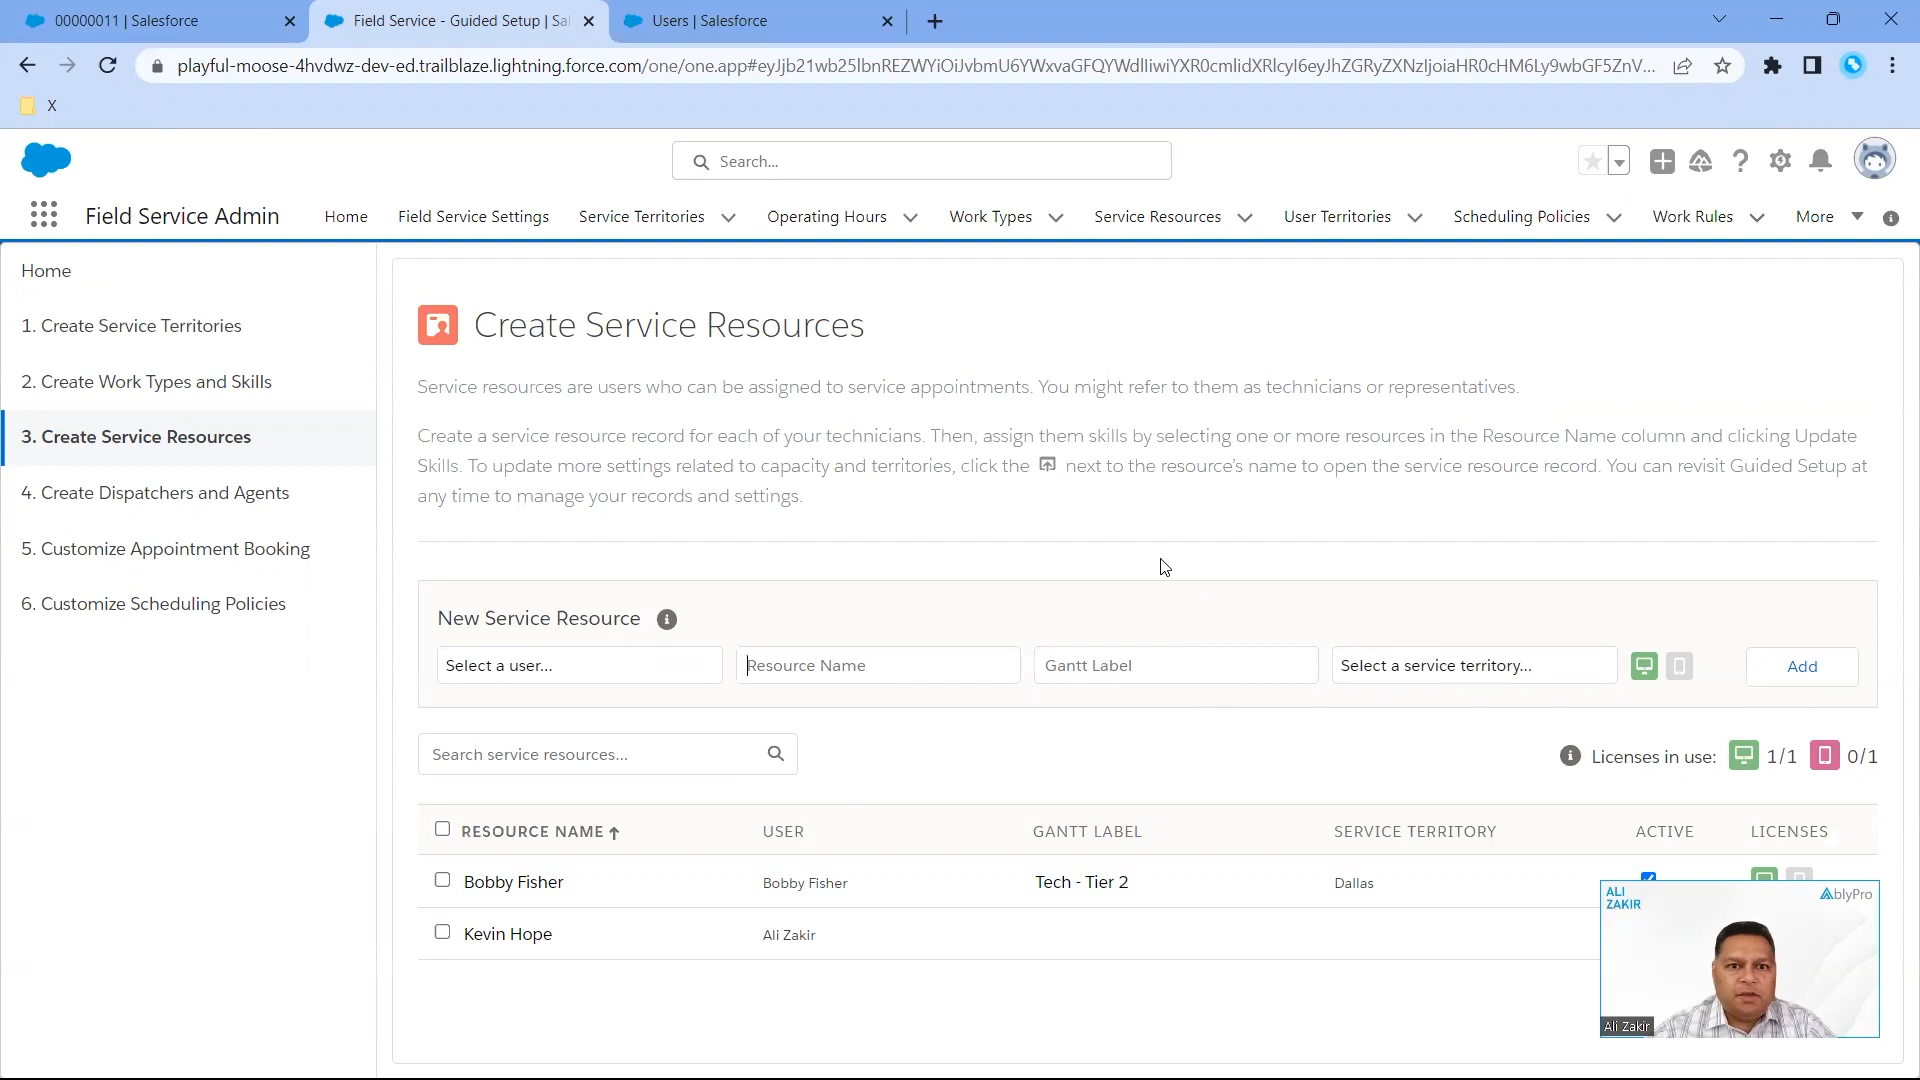 00000011 | Salesforce
Field Service - Guided Setup | Sal
Users | Salesforce
playful-moose-4hvdwz-dev-ed.trailblaze.lightning.force.com/one/one.app#eyJjb21wb25lbnREZWYiOiJvbmU6YWxvaGFQYWdlIiwiYXR0cmlidXRlcyI6eyJhZGRyZXNzIjoiaHR0cHM6Ly9wbGF5ZnV...
X
Search...
Field Service Admin
Home
Field Service Settings
Service Territories
Operating Hours
Work Types
Service Resources
User Territories
Scheduling Policies
Work Rules
More
Home
1. Create Service Territories
2. Create Work Types and Skills
3. Create Service Resources
4. Create Dispatchers and Agents
5. Customize Appointment Booking
6. Customize Scheduling Policies
Create Service Resources
Service resources are users who can be assigned to service appointments. You might refer to them as technicians or representatives.
Create a service resource record for each of your technicians. Then, assign them skills by selecting one or more resources in the Resource Name column and clicking Update
Skills. To update more settings related to capacity and territories, click the next to the resource's name to open the service resource record. You can revisit Guided Setup at
any time to manage your records and settings.
New Service Resource
Select a user...
Resource Name
Gantt Label
Select a service territory...
Add
Search service resources...
Licenses in use: 1/1 0/1
RESOURCE NAME
USER
GANTT LABEL
SERVICE TERRITORY
ACTIVE
LICENSES
Bobby Fisher
Bobby Fisher
Tech - Tier 2
Dallas
Kevin Hope
Ali Zakir
ALI
ZAKIR
AblyPro
Ali Zakir